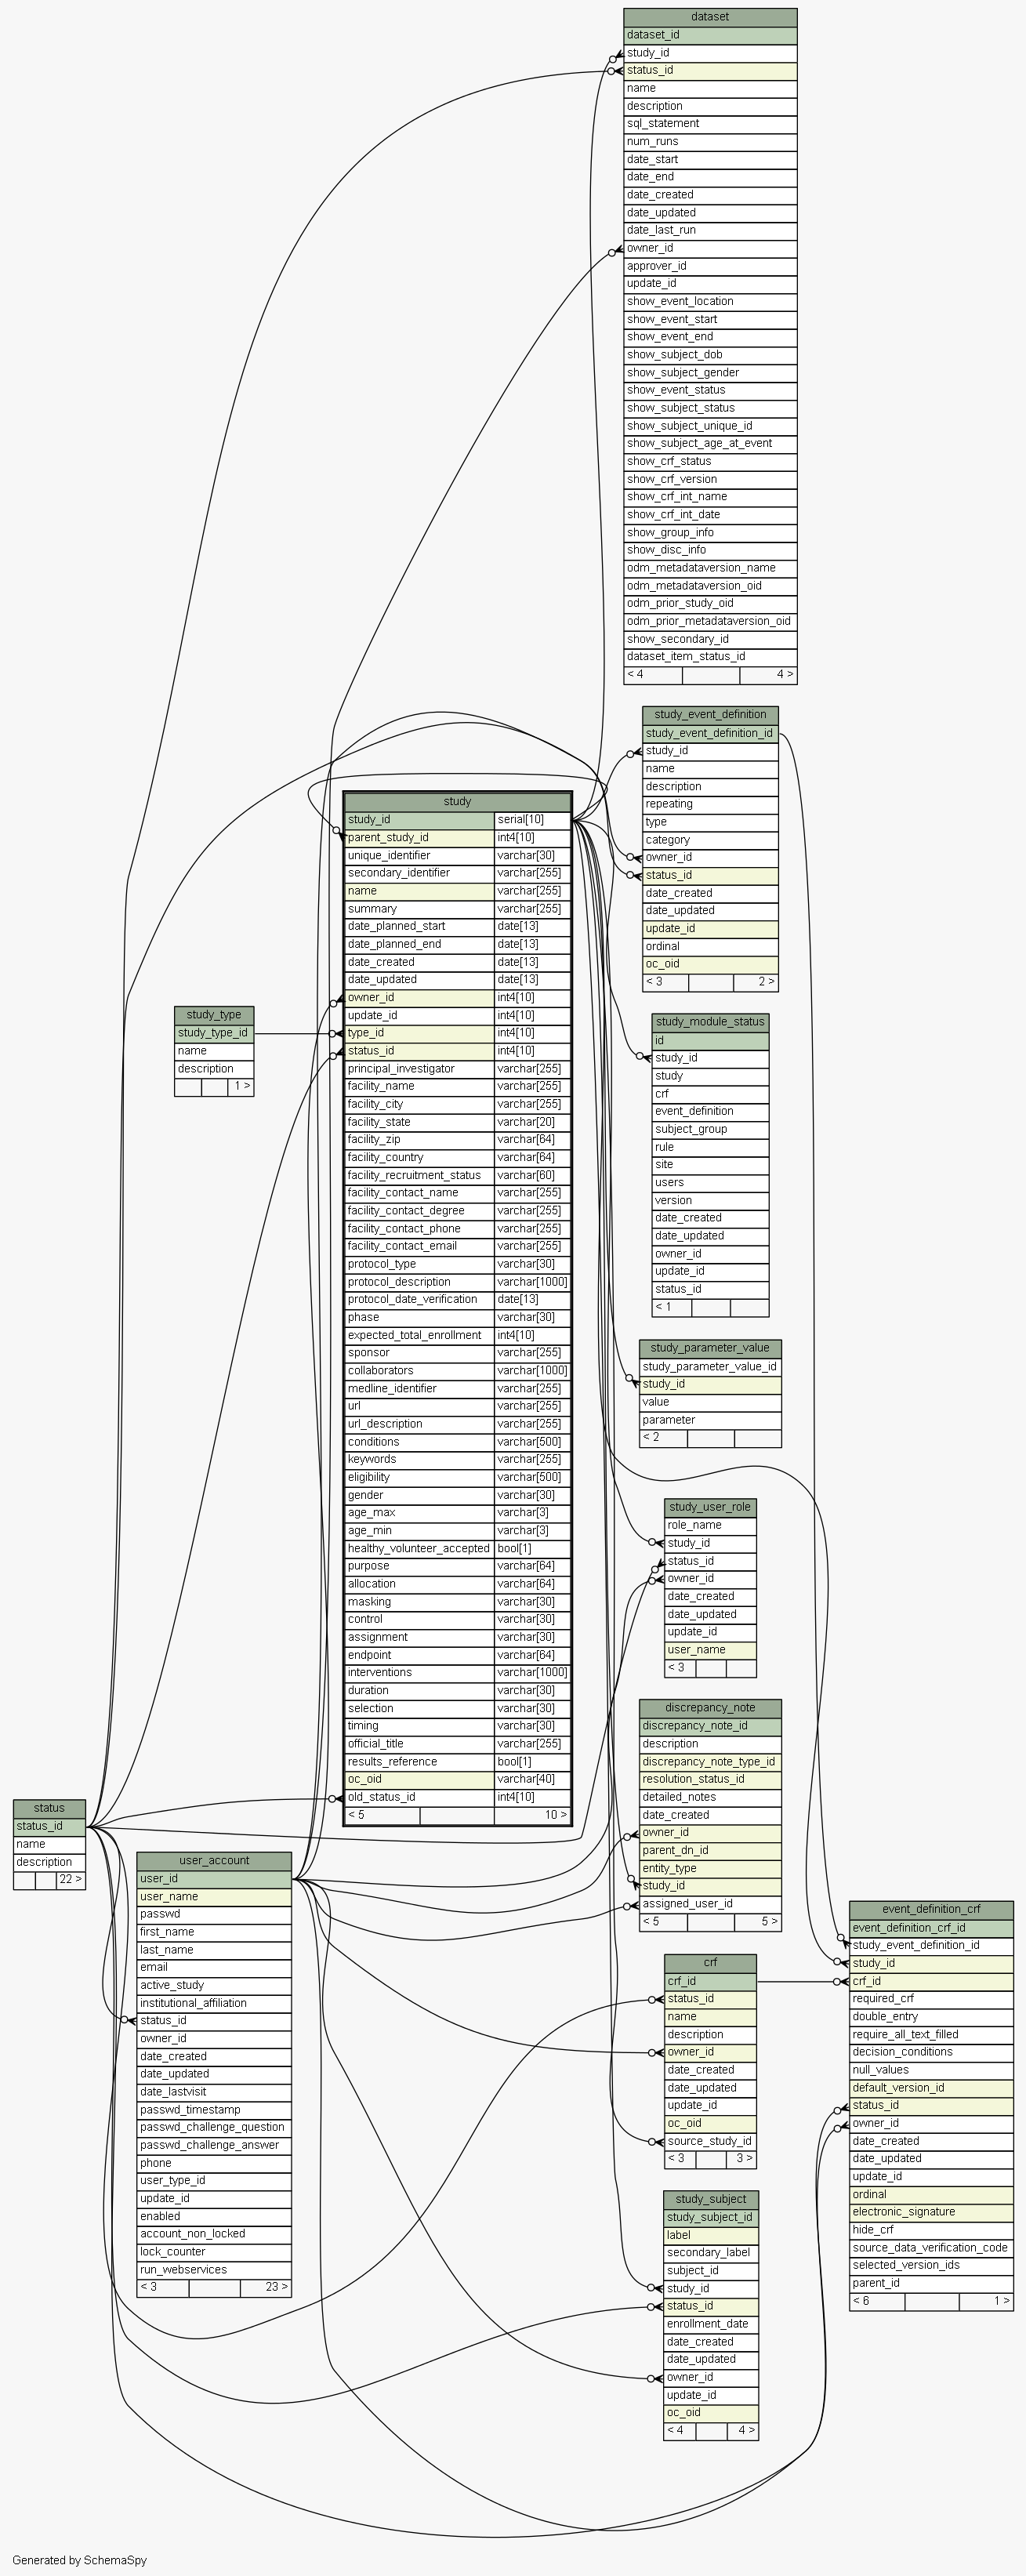 dataset
dataset_id
study_id
status_id
name
description
sql_statement
num_runs
date_start
date_end
date_created
date_updated
date_last_run
owner_id
approver_id
update_id
show_event_location
show_event_start
show_event_end
show_subject_dob
show_subject_gender
show_event_status
show_subject_status
show_subject_unique_id
show_subject_age_at_event
show_crf_status
show_crf_version
show_crf_int_name
show_crf_int_date
show_group_info
show_disc_info
odm_metadataversion_name
odm_metadataversion_oid
odm_prior_study_oid
odm_prior_metadataversion_oid
show_secondary_id
dataset_item_status_id
< 4 4 >
study_event_definition
study_event_definition_id
study_id
name
description
repeating
type
category
owner_id
status_id
date_created
date_updated
update_id
ordinal
oc_oid
< 3 2 >
study
study_id serial[10]
parent_study_id int4[10]
unique_identifier varchar[30]
secondary_identifier varchar[255]
name varchar[255]
summary varchar[255]
date_planned_start date[13]
date_planned_end date[13]
date_created date[13]
date_updated date[13]
owner_id int4[10]
update_id int4[10]
type_id int4[10]
status_id int4[10]
principal_investigator varchar[255]
facility_name varchar[255]
facility_city varchar[255]
facility_state varchar[20]
facility_zip varchar[64]
facility_country varchar[64]
facility_recruitment_status varchar[60]
facility_contact_name varchar[255]
facility_contact_degree varchar[255]
facility_contact_phone varchar[255]
facility_contact_email varchar[255]
protocol_type varchar[30]
protocol_description varchar[1000]
protocol_date_verification date[13]
phase varchar[30]
expected_total_enrollment int4[10]
sponsor varchar[255]
collaborators varchar[1000]
medline_identifier varchar[255]
url varchar[255]
url_description varchar[255]
conditions varchar[500]
keywords varchar[255]
eligibility varchar[500]
gender varchar[30]
age_max varchar[3]
age_min varchar[3]
healthy_volunteer_accepted bool[1]
purpose varchar[64]
allocation varchar[64]
masking varchar[30]
control varchar[30]
assignment varchar[30]
endpoint varchar[64]
interventions varchar[1000]
duration varchar[30]
selection varchar[30]
timing varchar[30]
official_title varchar[255]
results_reference bool[1]
oc_oid varchar[40]
old_status_id int4[10]
< 5 10 >
study_type
study_type_id
name
description
1 >
study_module_status
id
study_id
study
crf
event_definition
subject_group
rule
site
users
version
date_created
date_updated
owner_id
update_id
status_id
< 1
study_parameter_value
study_parameter_value_id
study_id
value
parameter
< 2
study_user_role
role_name
study_id
status_id
owner_id
date_created
date_updated
update_id
user_name
< 3
discrepancy_note
discrepancy_note_id
description
discrepancy_note_type_id
resolution_status_id
detailed_notes
date_created
owner_id
parent_dn_id
entity_type
study_id
assigned_user_id
< 5 5 >
status
status_id
name
description
22 >
user_account
user_id
user_name
passwd
first_name
last_name
email
active_study
institutional_affiliation
status_id
owner_id
date_created
date_updated
date_lastvisit
passwd_timestamp
passwd_challenge_question
passwd_challenge_answer
phone
user_type_id
update_id
enabled
account_non_locked
lock_counter
run_webservices
< 3 23 >
event_definition_crf
event_definition_crf_id
study_event_definition_id
study_id
crf_id
required_crf
double_entry
require_all_text_filled
decision_conditions
null_values
default_version_id
status_id
owner_id
date_created
date_updated
update_id
ordinal
electronic_signature
hide_crf
source_data_verification_code
selected_version_ids
parent_id
< 6 1 >
crf
crf_id
status_id
name
description
owner_id
date_created
date_updated
update_id
oc_oid
source_study_id
< 3 3 >
study_subject
study_subject_id
label
secondary_label
subject_id
study_id
status_id
enrollment_date
date_created
date_updated
owner_id
update_id
oc_oid
< 4 4 >
Generated by SchemaSpy